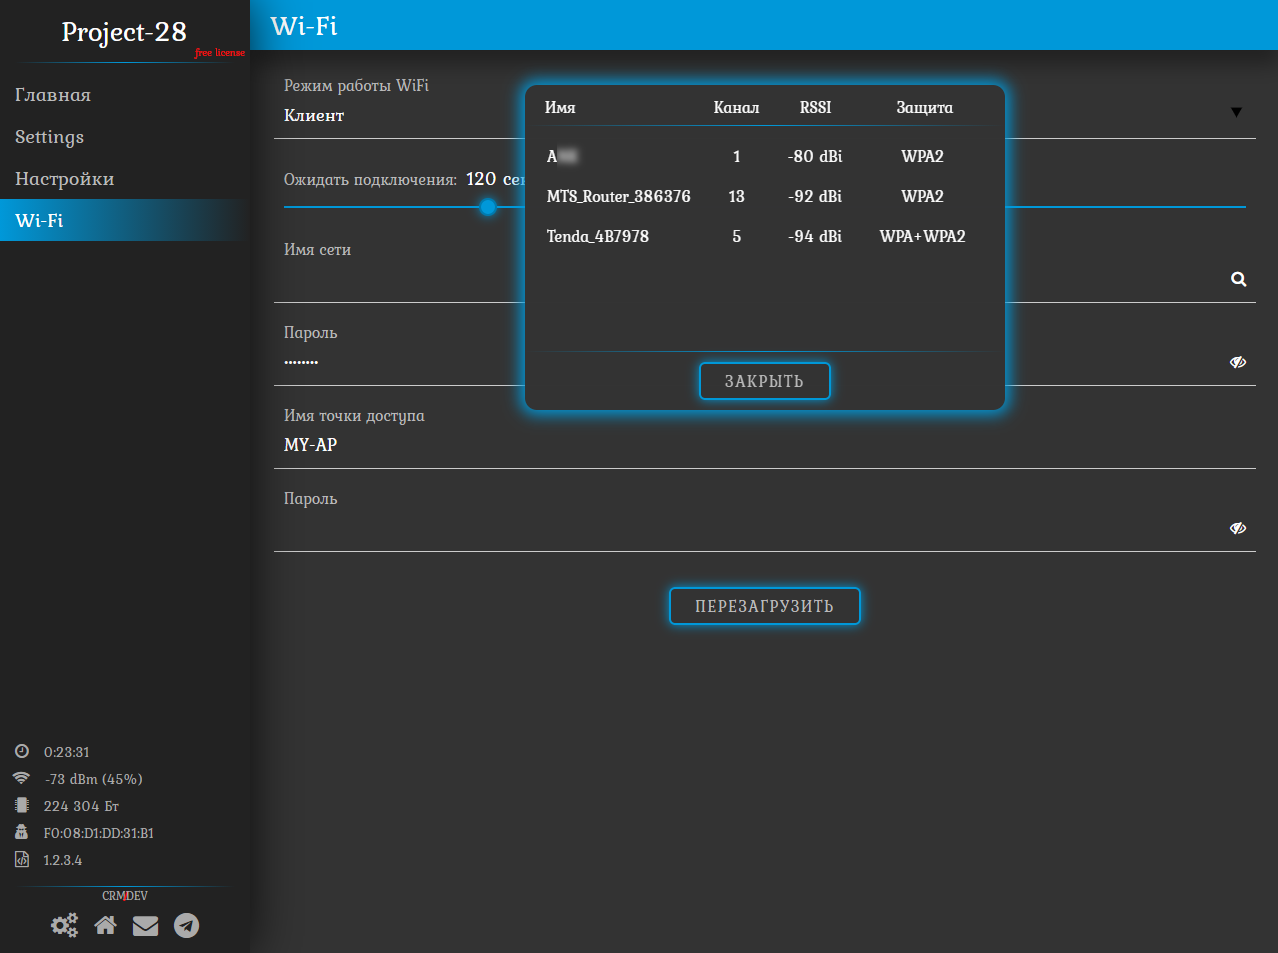 Project-28
free license
Главная
Settings
Настройки
Wi-Fi
0:23:31
-73 dBm (45%)
224 304 Бт
F0:08:D1:DD:31:B1
1.2.3.4
CRMDEV
Wi-Fi
Режим работы WiFi
Клиент
Ожидать подключения: 120 сек
Имя сети
Пароль
••••••••
Имя точки доступа
MY-AP
Пароль
ПЕРЕЗАГРУЗИТЬ
Имя Канал RSSI Защита
1 -80 dBi WPA2
MTS_Router_386376 13 -92 dBi WPA2
Tenda_4B7978 5 -94 dBi WPA+WPA2
ЗАКРЫТЬ